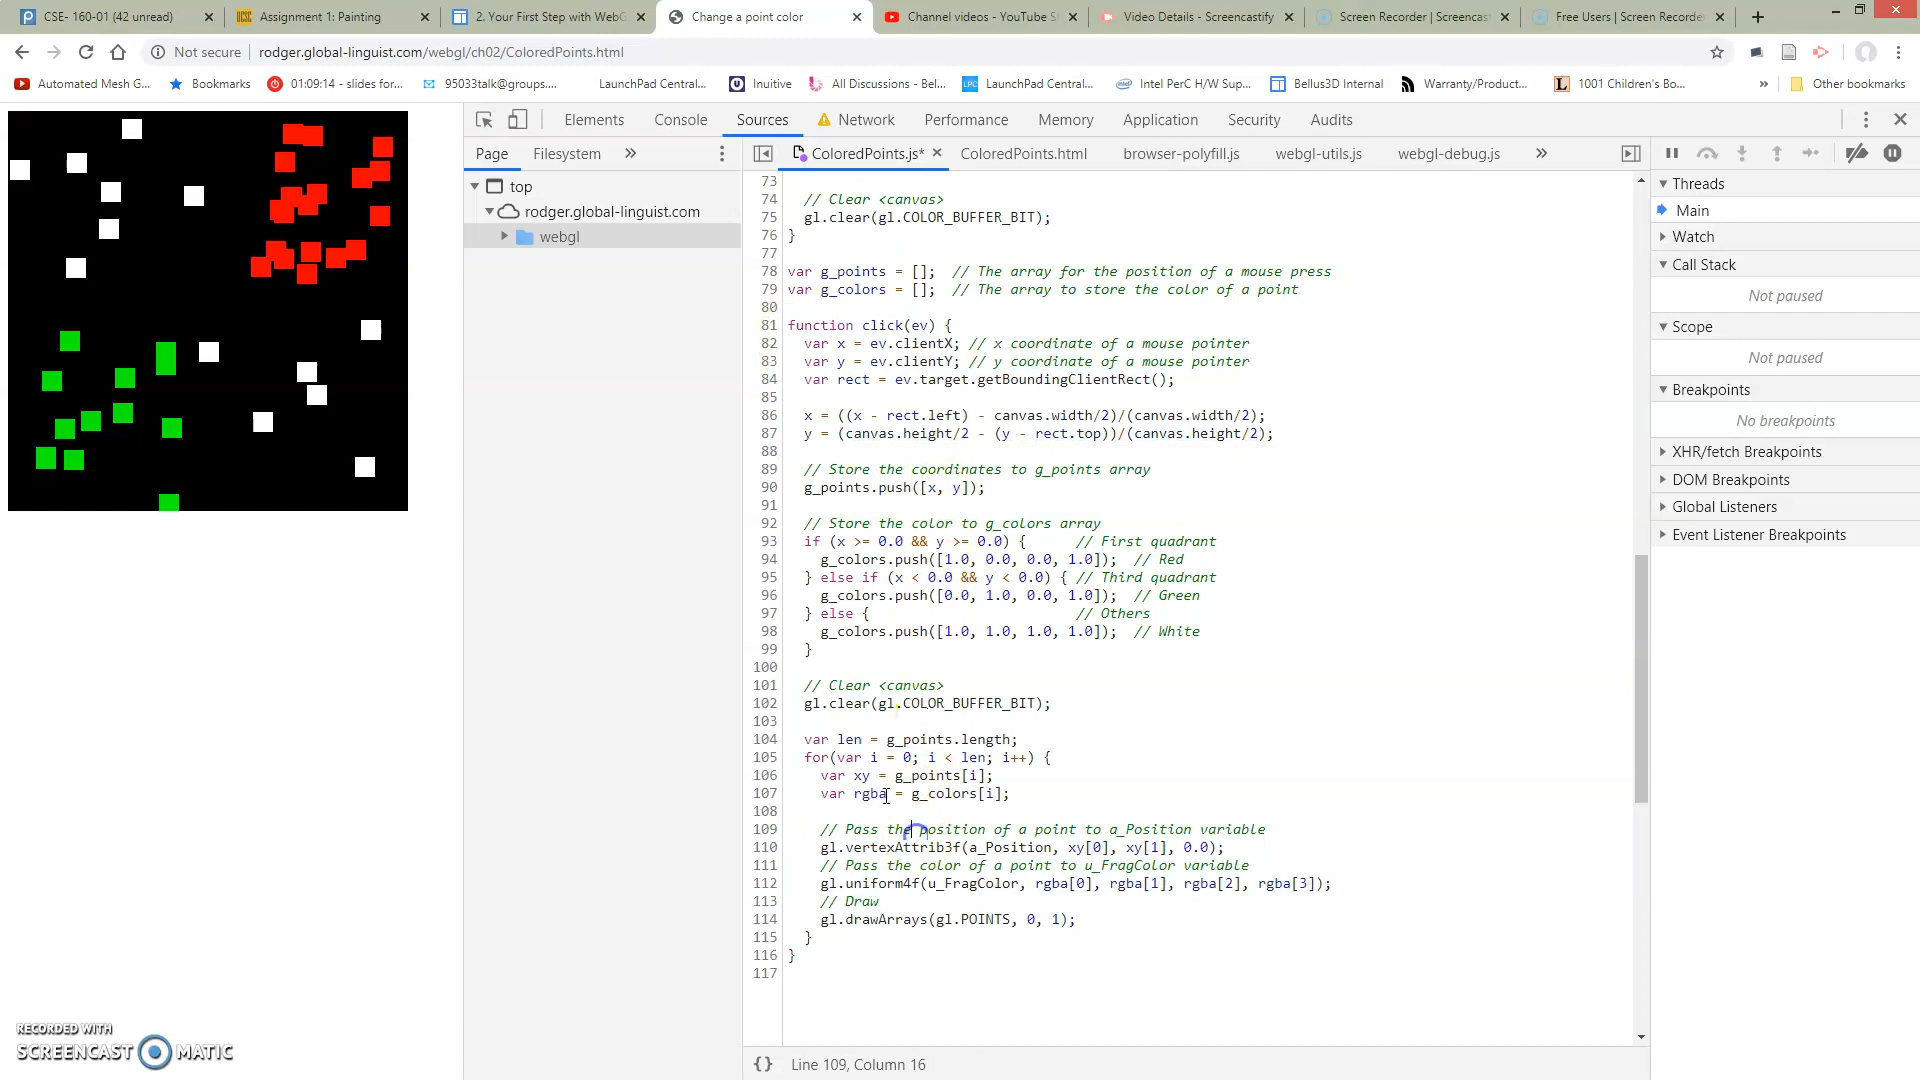 CSE- 160-01 (42 unread)
Assignment 1: Painting
2. Your First Step with WebG
Change a point color
Channel videos - YouTube S
Video Details - Screencastify
Screen Recorder | Screencast
Free Users | Screen Recorde
Not secure
rodger.global-linguist.com/webgl/ch02/ColoredPoints.html
Automated Mesh G...
Bookmarks
01:09:14 - slides for...
95033talk@groups....
LaunchPad Central...
Inuitive
All Discussions - Bel...
LPC
LaunchPad Central...
Intel PerC H/W Sup...
Bellus3D Internal
Warranty/Product...
1001 Children's Bo...
»
Other bookmarks
Elements
Console
Sources
Network
Performance
Memory
Application
Security
Audits
Page
Filesystem
»
ColoredPoints.js*
ColoredPoints.html
browser-polyfill.js
webgl-utils.js
webgl-debug.js
»
top
rodger.global-linguist.com
webgl
73
74 // Clear <canvas>
75 gl.clear(gl.COLOR_BUFFER_BIT);
76 }
77
78 var g_points = []; // The array for the position of a mouse press
79 var g_colors = []; // The array to store the color of a point
80
81 function click(ev) {
82 var x = ev.clientX; // x coordinate of a mouse pointer
83 var y = ev.clientY; // y coordinate of a mouse pointer
84 var rect = ev.target.getBoundingClientRect();
85
86 x = ((x - rect.left) - canvas.width/2)/(canvas.width/2);
87 y = (canvas.height/2 - (y - rect.top))/(canvas.height/2);
88
89 // Store the coordinates to g_points array
90 g_points.push([x, y]);
91
92 // Store the color to g_colors array
93 if (x >= 0.0 && y >= 0.0) { // First quadrant
94 g_colors.push([1.0, 0.0, 0.0, 1.0]); // Red
95 } else if (x < 0.0 && y < 0.0) { // Third quadrant
96 g_colors.push([0.0, 1.0, 0.0, 1.0]); // Green
97 } else { // Others
98 g_colors.push([1.0, 1.0, 1.0, 1.0]); // White
99 }
100
101 // Clear <canvas>
102 gl.clear(gl.COLOR_BUFFER_BIT);
103
104 var len = g_points.length;
105 for(var i = 0; i < len; i++) {
106 var xy = g_points[i];
107 var rgba = g_colors[i];
108
109 // Pass the position of a point to a_Position variable
110 gl.vertexAttrib3f(a_Position, xy[0], xy[1], 0.0);
111 // Pass the color of a point to u_FragColor variable
112 gl.uniform4f(u_FragColor, rgba[0], rgba[1], rgba[2], rgba[3]);
113 // Draw
114 gl.drawArrays(gl.POINTS, 0, 1);
115 }
116 }
117
{} Line 109, Column 16
Threads
Main
Watch
Call Stack
Not paused
Scope
Not paused
Breakpoints
No breakpoints
XHR/fetch Breakpoints
DOM Breakpoints
Global Listeners
Event Listener Breakpoints
RECORDED WITH
SCREENCAST MATIC